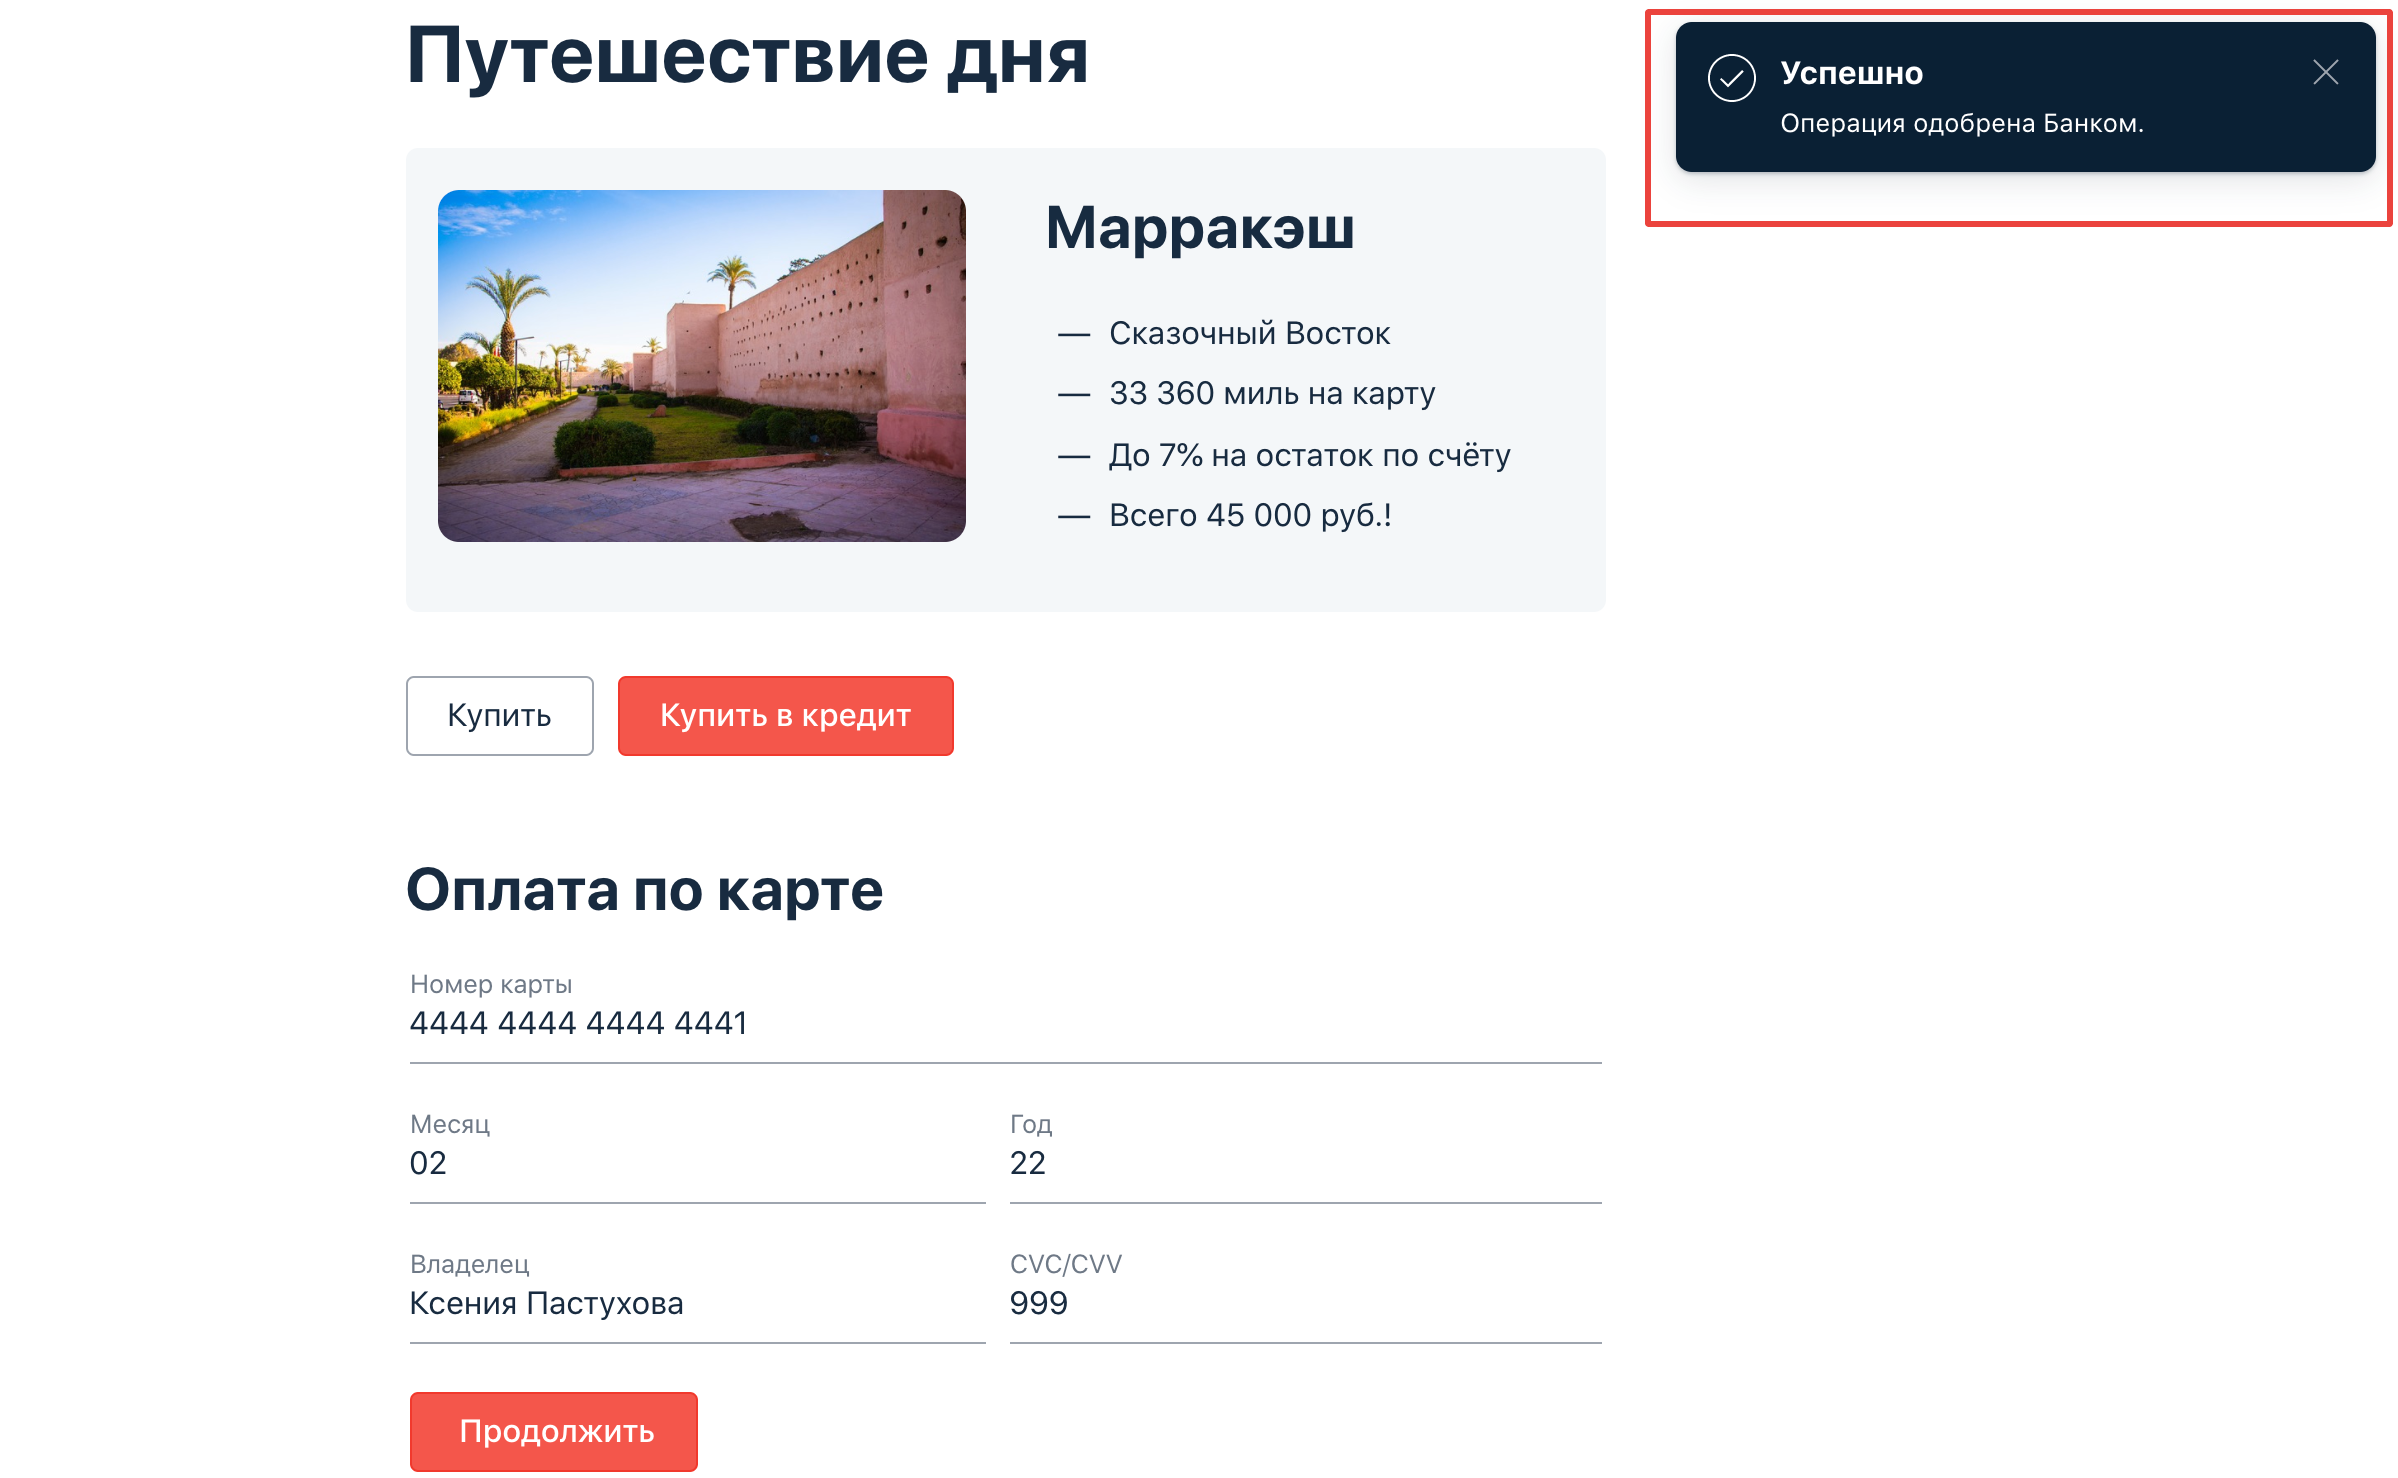 Путешествие дня
Успешно
Операция одобрена Банком.
Марракэш
— Сказочный Восток
— 33 360 миль на карту
— До 7% на остаток по счёту
— Всего 45 000 руб.!
Купить
Купить в кредит
Оплата по карте
Номер карты
4444 4444 4444 4441
Месяц
02
Год
22
Владелец
Ксения Пастухова
CVC/CVV
999
Продолжить